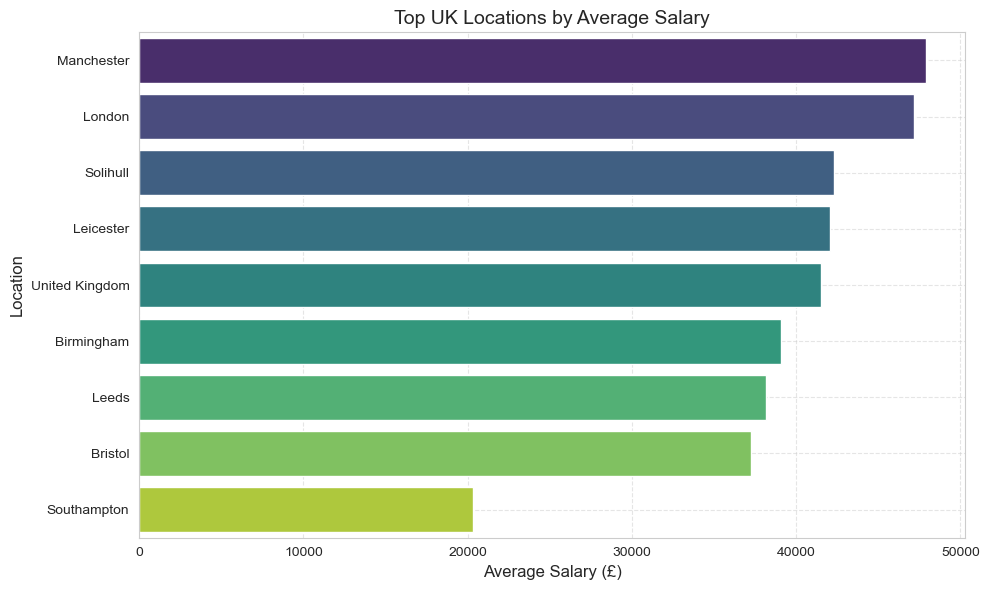 Top UK Locations by Average Salary
Location
Manchester
London
Solihull
Leicester
United Kingdom
Birmingham
Leeds
Bristol
Southampton
0 10000 20000 30000 40000 50000
Average Salary (£)